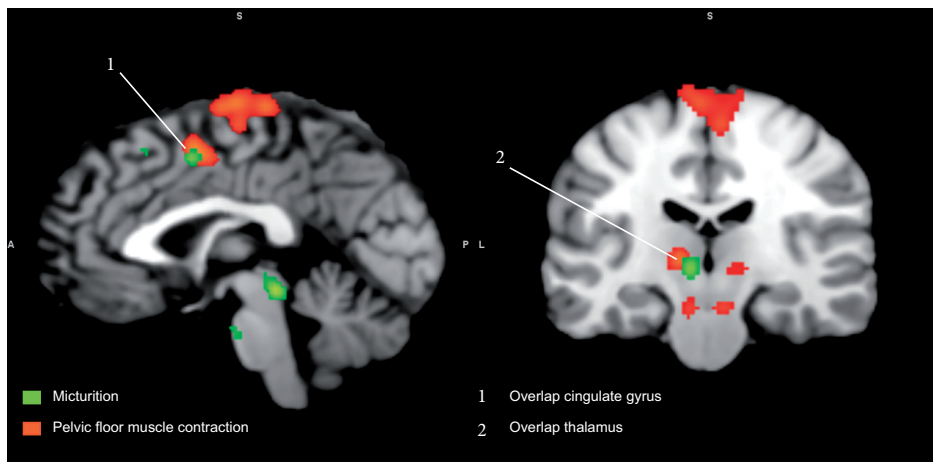 S
S
1
2
A
P
L
Micturition
Pelvic floor muscle contraction
1 Overlap cingulate gyrus
2 Overlap thalamus